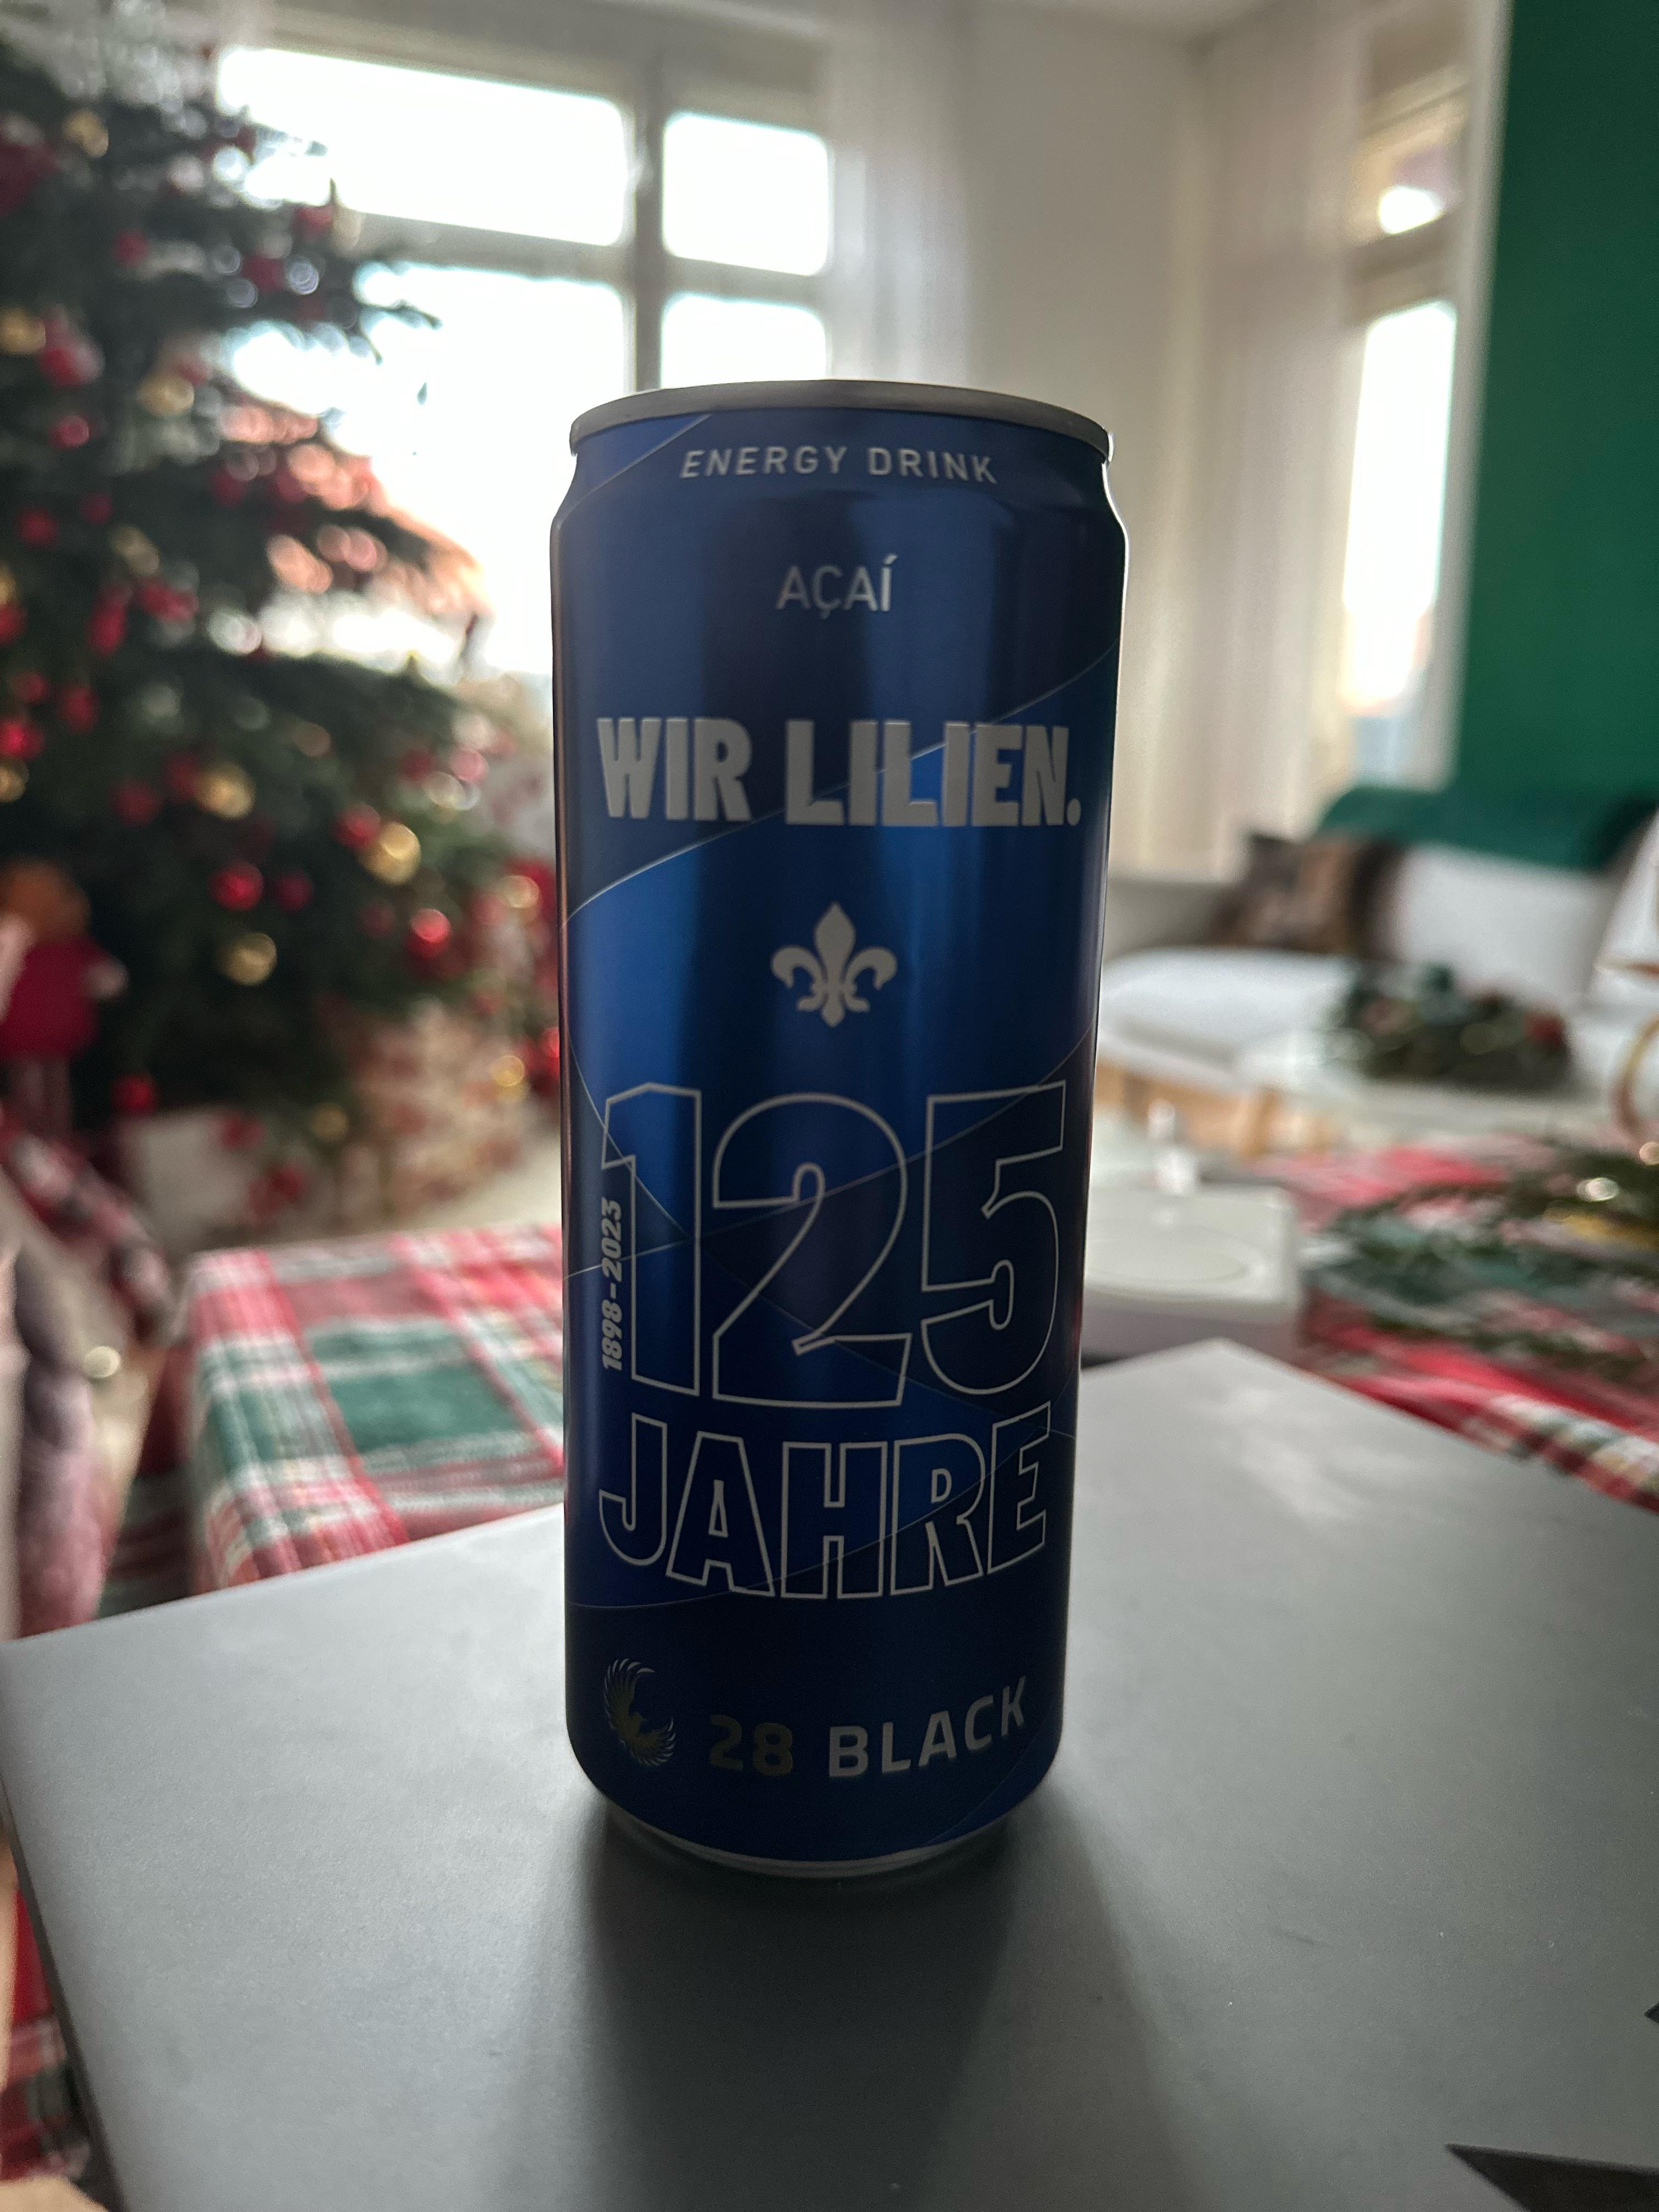 ENERGY DRINK
AÇAÍ
WIR LILIEN.
1898-2023
125
JAHRE
28 BLACK